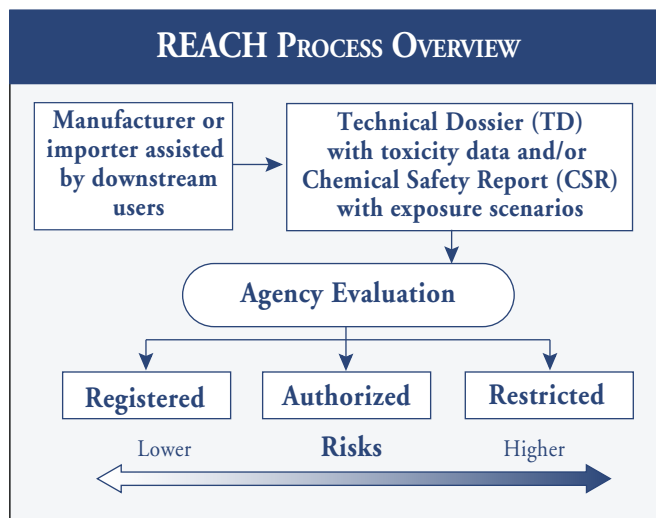 REACH PROCESS OVERVIEW
Manufacturer or
importer assisted
by downstream
users
Technical Dossier (TD)
with toxicity data and/or
Chemical Safety Report (CSR)
with exposure scenarios
Agency Evaluation
Registered
Authorized
Restricted
Lower
Risks
Higher